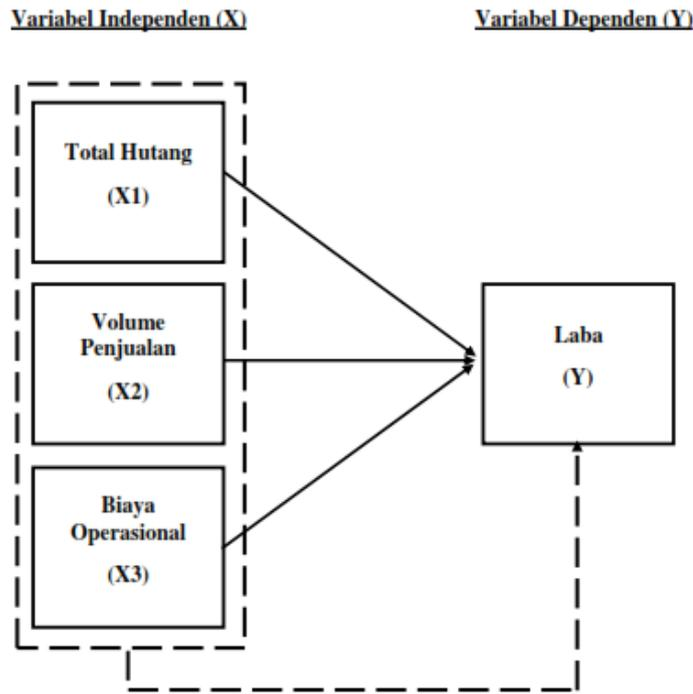 Variabel Independen (X)
Variabel Dependen (Y)
Total Hutang
(X1)
Volume
Penjualan
(X2)
Biaya
Operasional
(X3)
Laba
(Y)